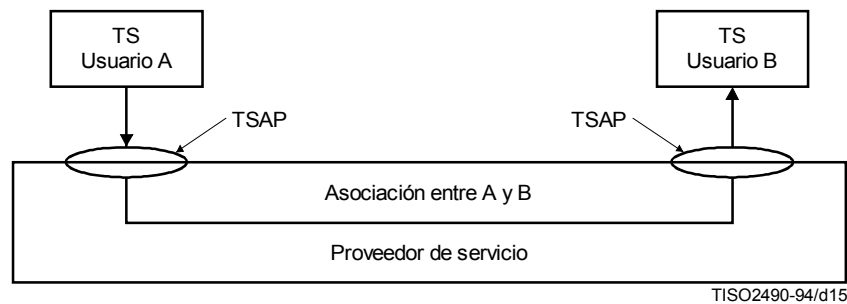 TS
Usuario A
TS
Usuario B
TSAP
TSAP
Asociación entre A y B
Proveedor de servicio
TISO2490-94/d15